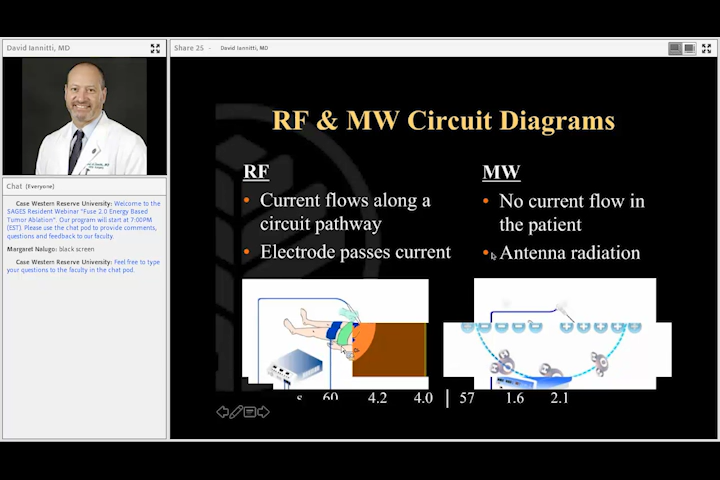 David Iannitti, MD
Share 25 - David Iannitti, MD
Chat (Everyone)
Case Western Reserve University: Welcome to the
SAGES Resident Webinar "Fuse 2.0 Energy Based
Tumor Ablation". Our program will start at 7:00PM
(EST). Please use the chat pod to provide comments,
questions and feedback to our faculty.
Margaret Nalugo: black screen
Case Western Reserve University: Feel free to type
your questions to the faculty in the chat pod.
RF & MW Circuit Diagrams
RF
• Current flows along a
circuit pathway
• Electrode passes current
MW
• No current flow in
the patient
• Antenna radiation
60 4.2 4.0 57 1.6 2.1